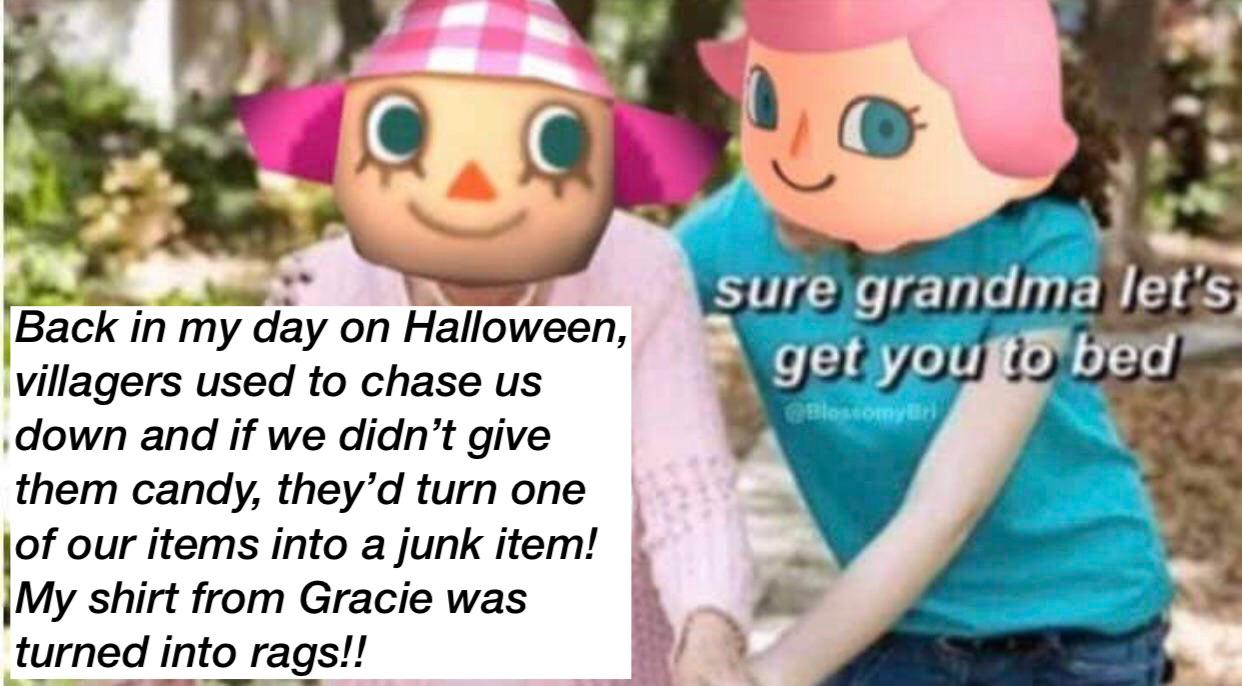 Back in my day on Halloween,
villagers used to chase us
down and if we didn’t give
them candy, they’d turn one
of our items into a junk item!
My shirt from Gracie was
turned into rags!!
sure grandma let's
get you to bed
@BlossomyBri